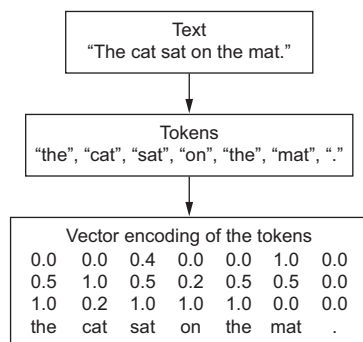 Text
“The cat sat on the mat.”
Tokens
“the”, “cat”, “sat”, “on”, “the”, “mat”, “.”
Vector encoding of the tokens
0.0 0.0 0.4 0.0 0.0 1.0 0.0
0.5 1.0 0.5 0.2 0.5 0.5 0.0
1.0 0.2 1.0 1.0 1.0 0.0 0.0
the cat sat on the mat .